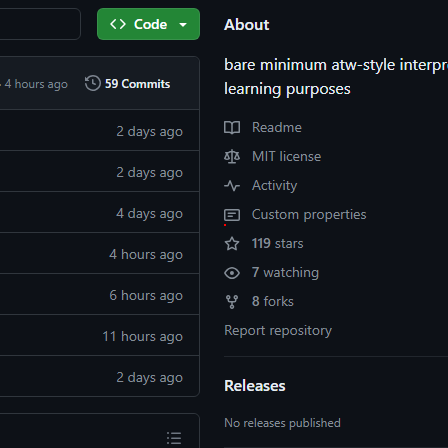 Code
About
bare minimum atw-style
learning purposes
4 hours ago
59 Commits
2 days ago
2 days ago
4 days ago
4 hours ago
6 hours ago
11 hours ago
2 days ago
Readme
MIT license
Activity
Custom properties
119 stars
7 watching
8 forks
Report repository
Releases
No releases published